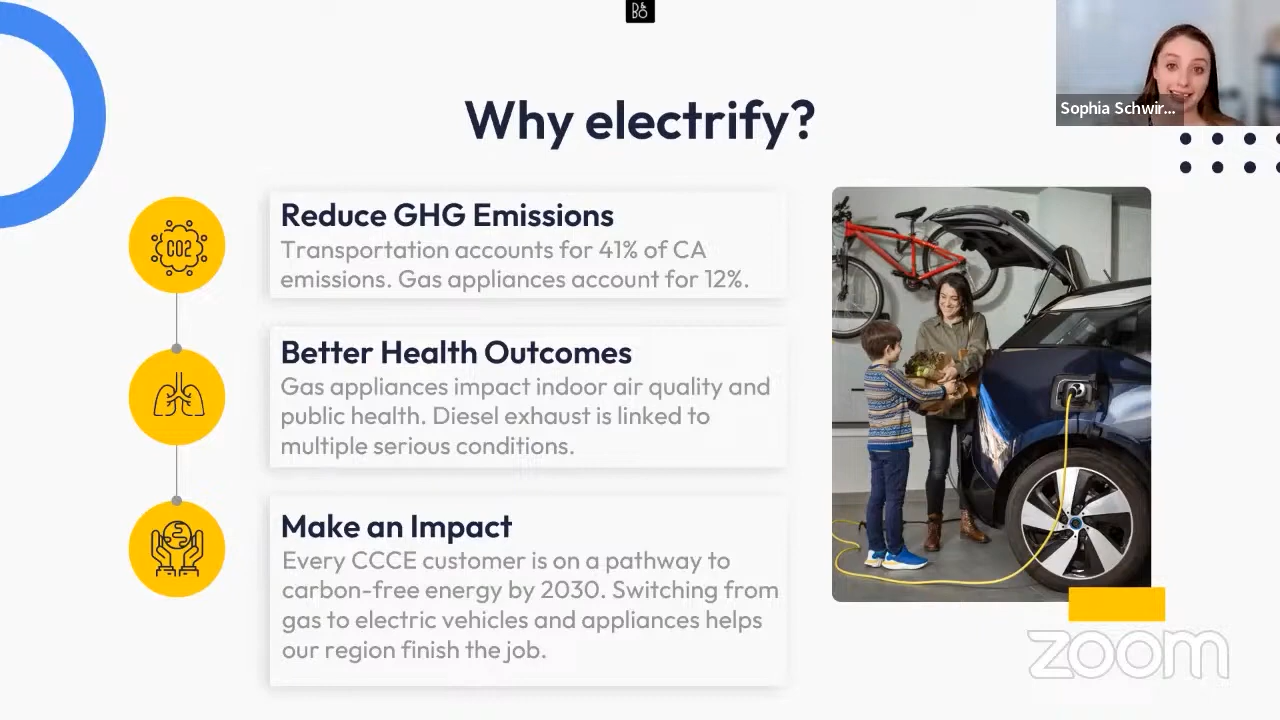 D&
BO
Sophia Schwir...
Why electrify?
CO2
Reduce GHG Emissions
Transportation accounts for 41% of CA
emissions. Gas appliances account for 12%.
Better Health Outcomes
Gas appliances impact indoor air quality and
public health. Diesel exhaust is linked to
multiple serious conditions.
Make an Impact
Every CCCE customer is on a pathway to
carbon-free energy by 2030. Switching from
gas to electric vehicles and appliances helps
our region finish the job.
zoom